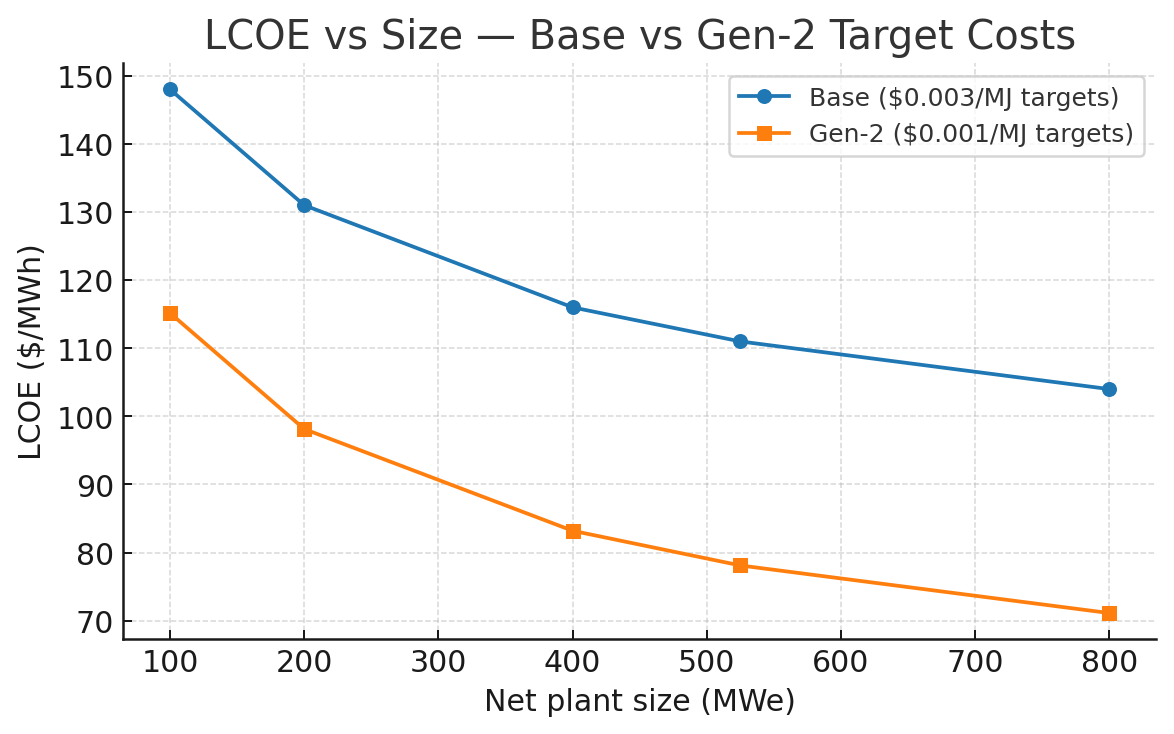 LCOE vs Size — Base vs Gen-2 Target Costs
Base ($0.003/MJ targets)
Gen-2 ($0.001/MJ targets)
LCOE ($/MWh)
150
140
130
120
110
100
90
80
70
100 200 300 400 500 600 700 800
Net plant size (MWe)